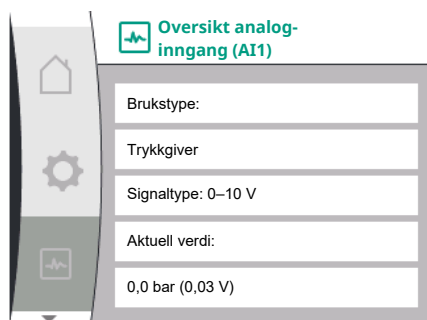 Oversikt analog-
inngang (AI1)
Brukstype:
Trykkgiver
Signaltype: 0–10 V
Aktuell verdi:
0,0 bar (0,03 V)